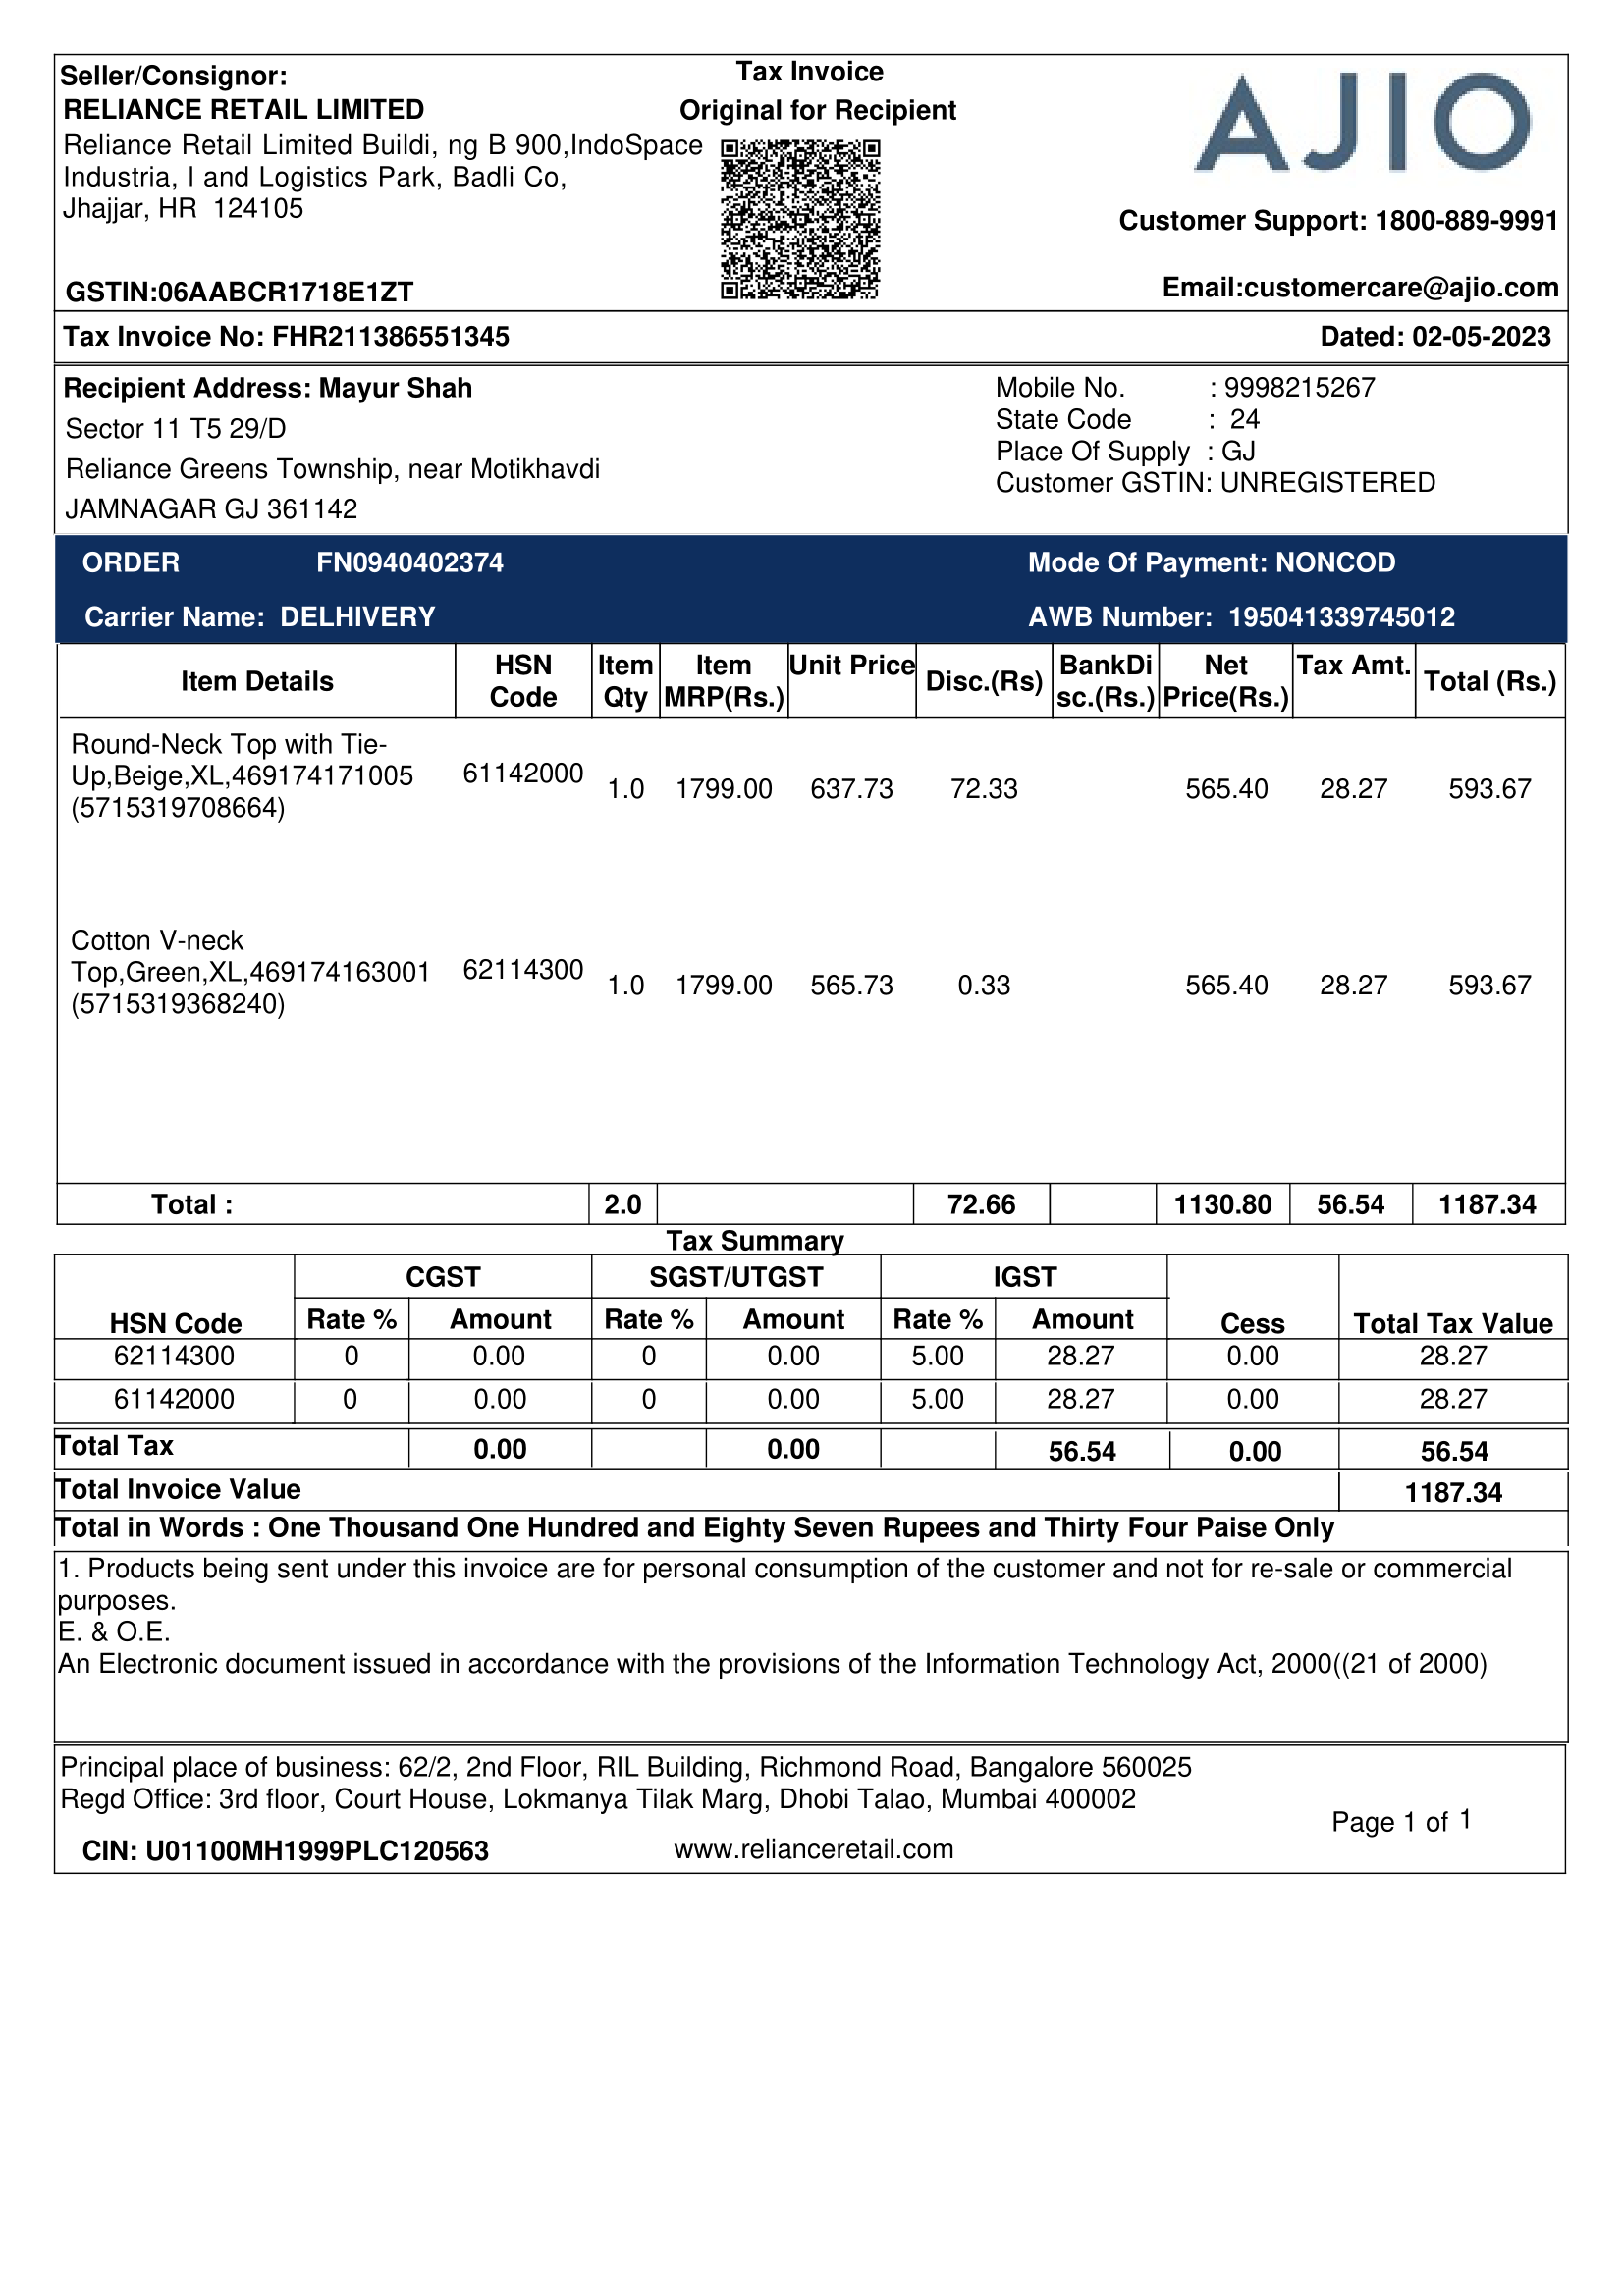 Seller/Consignor:
RELIANCE RETAIL LIMITED
Reliance Retail Limited Buildi, ng B 900,IndoSpace
Industria, l and Logistics Park, Badli Co,
Jhajjar, HR 124105
GSTIN:06AABCR1718E1ZT
Tax Invoice
Original for Recipient
AJIO
Customer Support: 1800-889-9991
Email:customercare@ajio.com
Tax Invoice No: FHR211386551345 Dated: 02-05-2023
Recipient Address: Mayur Shah
Sector 11 T5 29/D
Reliance Greens Township, near Motikhavdi
JAMNAGAR GJ 361142
Mobile No. : 9998215267
State Code : 24
Place Of Supply : GJ
Customer GSTIN: UNREGISTERED
ORDER FN0940402374 Mode Of Payment: NONCOD
Carrier Name: DELHIVERY AWB Number: 195041339745012
Item Details HSN Code Item Qty Item MRP(Rs.) Unit Price Disc.(Rs) BankDi sc.(Rs.) Net Price(Rs.) Tax Amt. Total (Rs.)
Round-Neck Top with Tie-
Up,Beige,XL,469174171005
(5715319708664)
61142000 1.0 1799.00 637.73 72.33 565.40 28.27 593.67
Cotton V-neck
Top,Green,XL,469174163001
(5715319368240)
62114300 1.0 1799.00 565.73 0.33 565.40 28.27 593.67
Total : 2.0 72.66 1130.80 56.54 1187.34
Tax Summary
CGST SGST/UTGST IGST
HSN Code Rate % Amount Rate % Amount Rate % Amount Cess Total Tax Value
62114300 0 0.00 0 0.00 5.00 28.27 0.00 28.27
61142000 0 0.00 0 0.00 5.00 28.27 0.00 28.27
Total Tax 0.00 0.00 56.54 0.00 56.54
Total Invoice Value 1187.34
Total in Words : One Thousand One Hundred and Eighty Seven Rupees and Thirty Four Paise Only
1. Products being sent under this invoice are for personal consumption of the customer and not for re-sale or commercial
purposes.
E. & O.E.
An Electronic document issued in accordance with the provisions of the Information Technology Act, 2000((21 of 2000)
Principal place of business: 62/2, 2nd Floor, RIL Building, Richmond Road, Bangalore 560025
Regd Office: 3rd floor, Court House, Lokmanya Tilak Marg, Dhobi Talao, Mumbai 400002
Page 1 of 1
CIN: U01100MH1999PLC120563 www.relianceretail.com